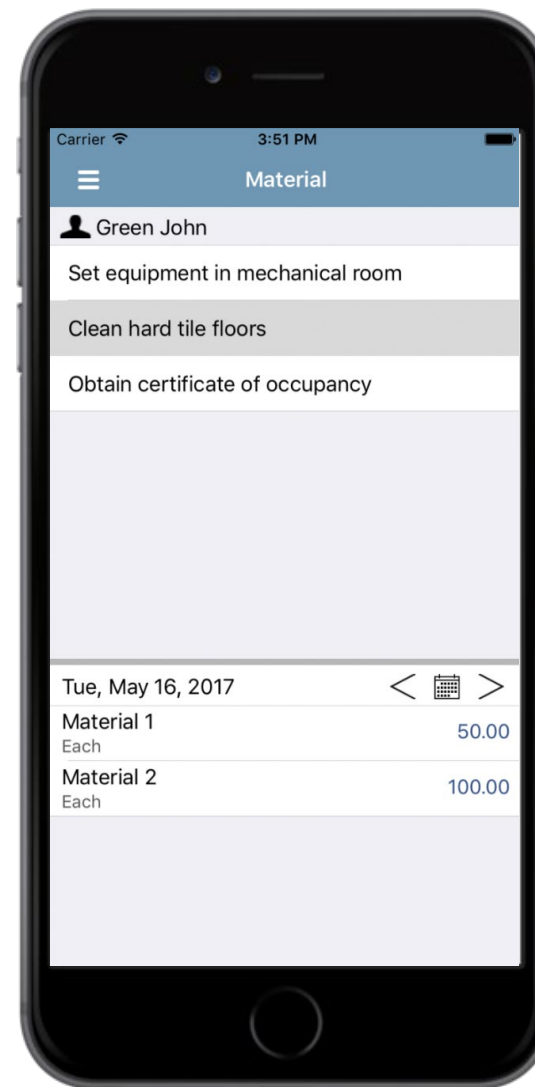 Carrier 3:51 PM
Material
Green John
Set equipment in mechanical room
Clean hard tile floors
Obtain certificate of occupancy
Tue, May 16, 2017
Material 1 50.00
Each
Material 2 100.00
Each